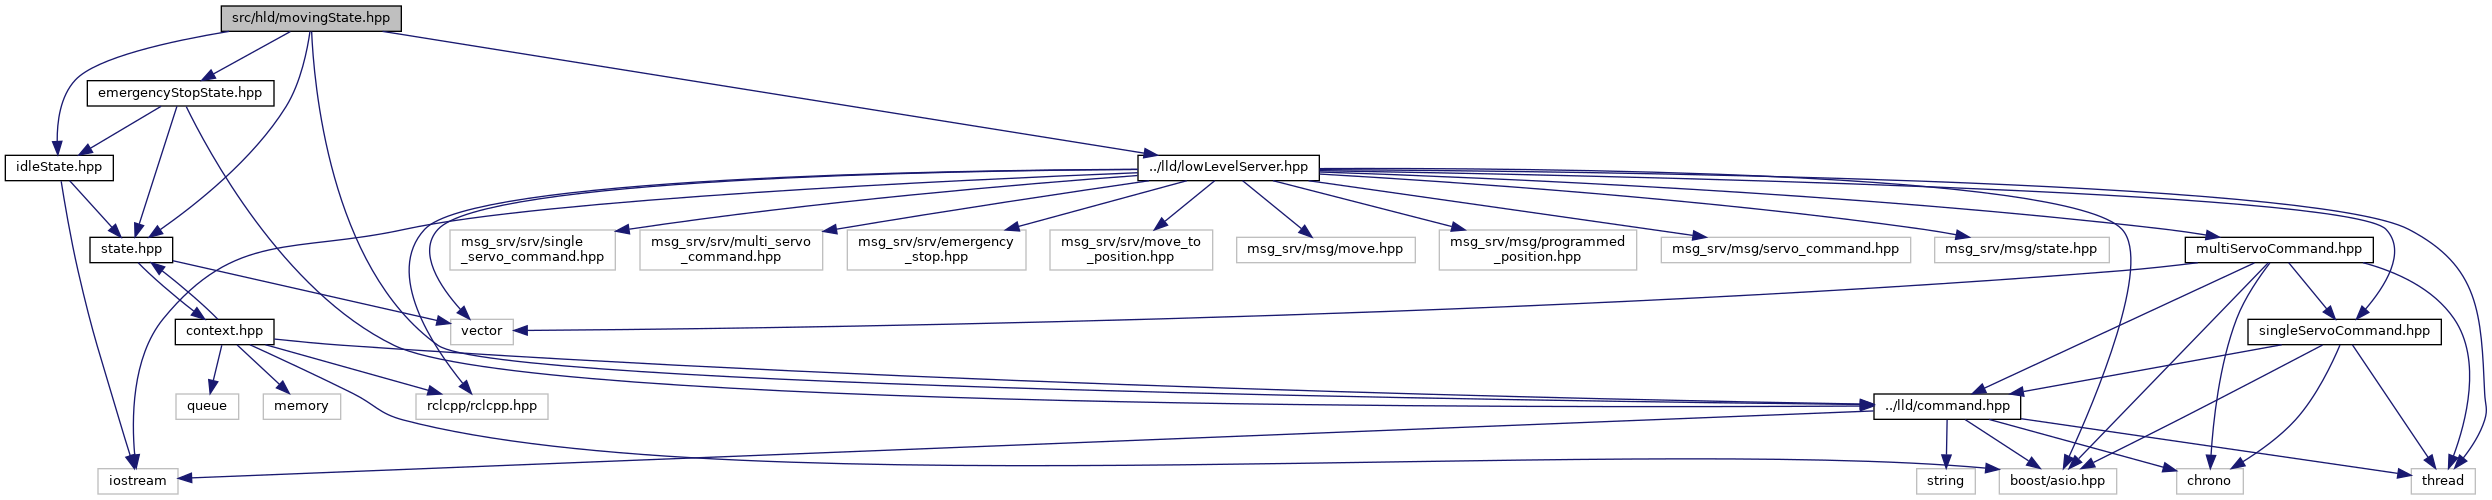 src/hld/movingState.hpp
emergencyStopState.hpp
idleState.hpp
../lld/lowLevelServer.hpp
state.hpp
msg_srv/srv/single
_servo_command.hpp
msg_srv/srv/multi_servo
_command.hpp
msg_srv/srv/emergency
_stop.hpp
msg_srv/srv/move_to
_position.hpp
msg_srv/msg/move.hpp
msg_srv/msg/programmed
_position.hpp
msg_srv/msg/servo_command.hpp
msg_srv/msg/state.hpp
multiServoCommand.hpp
context.hpp
vector
singleServoCommand.hpp
queue
memory
rclcpp/rclcpp.hpp
../lld/command.hpp
iostream
string
boost/asio.hpp
chrono
thread